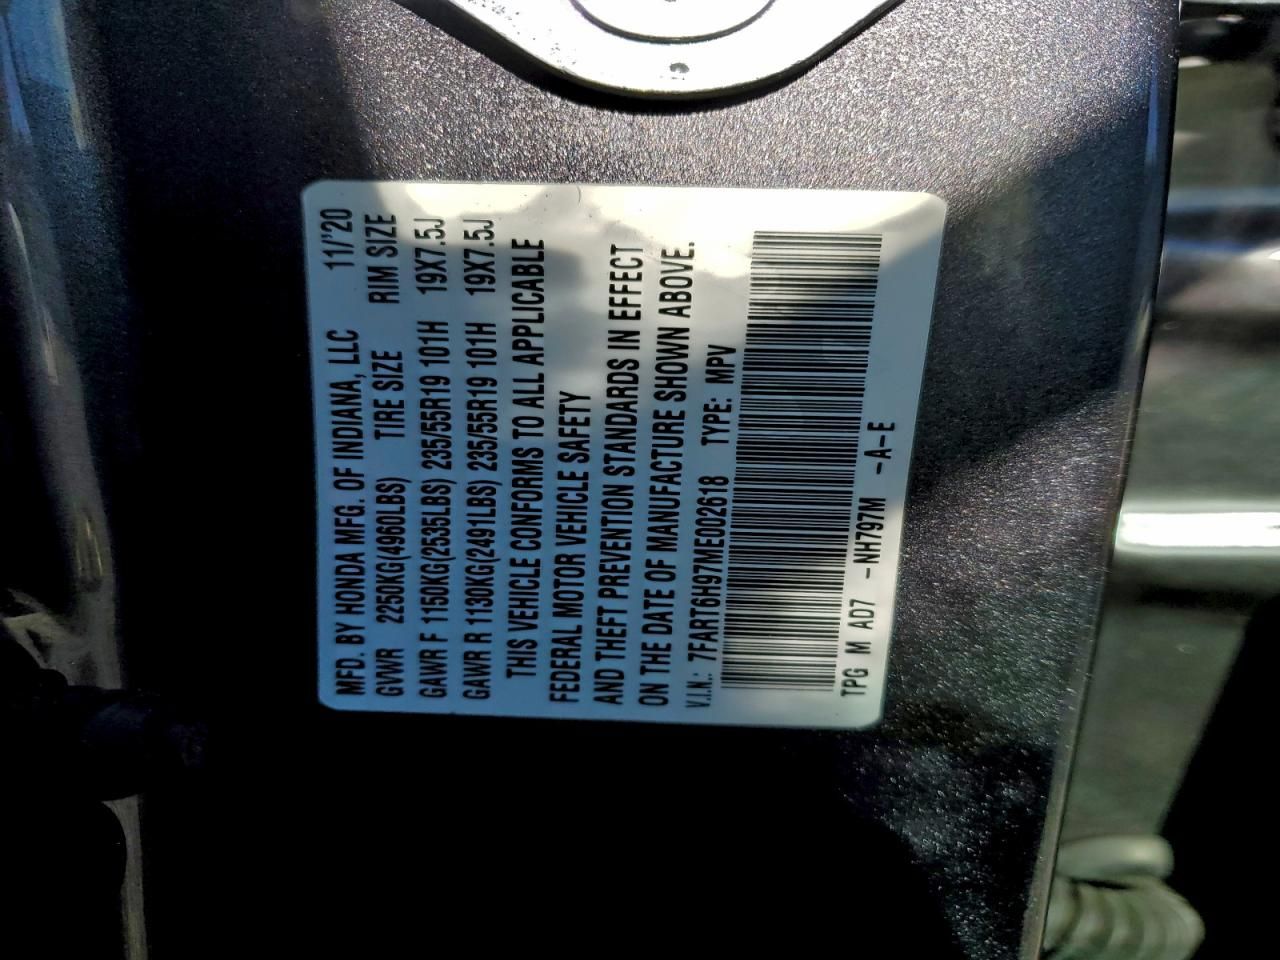 MFD. BY HONDA MFG. OF INDIANA, LLC 11/'20
GVWR 2250KG(4960LBS) TIRE SIZE RIM SIZE
GAWR F 1150KG(2535LBS) 235/55R19 101H 19X7.5J
GAWR R 1130KG(2491LBS) 235/55R19 101H 19X7.5J
THIS VEHICLE CONFORMS TO ALL APPLICABLE
FEDERAL MOTOR VEHICLE SAFETY
AND THEFT PREVENTION STANDARDS IN EFFECT
ON THE DATE OF MANUFACTURE SHOWN ABOVE.
V.I.N.: 7FART6H97ME002618 TYPE: MPV
TPG M AD7 -NH797M -A-E